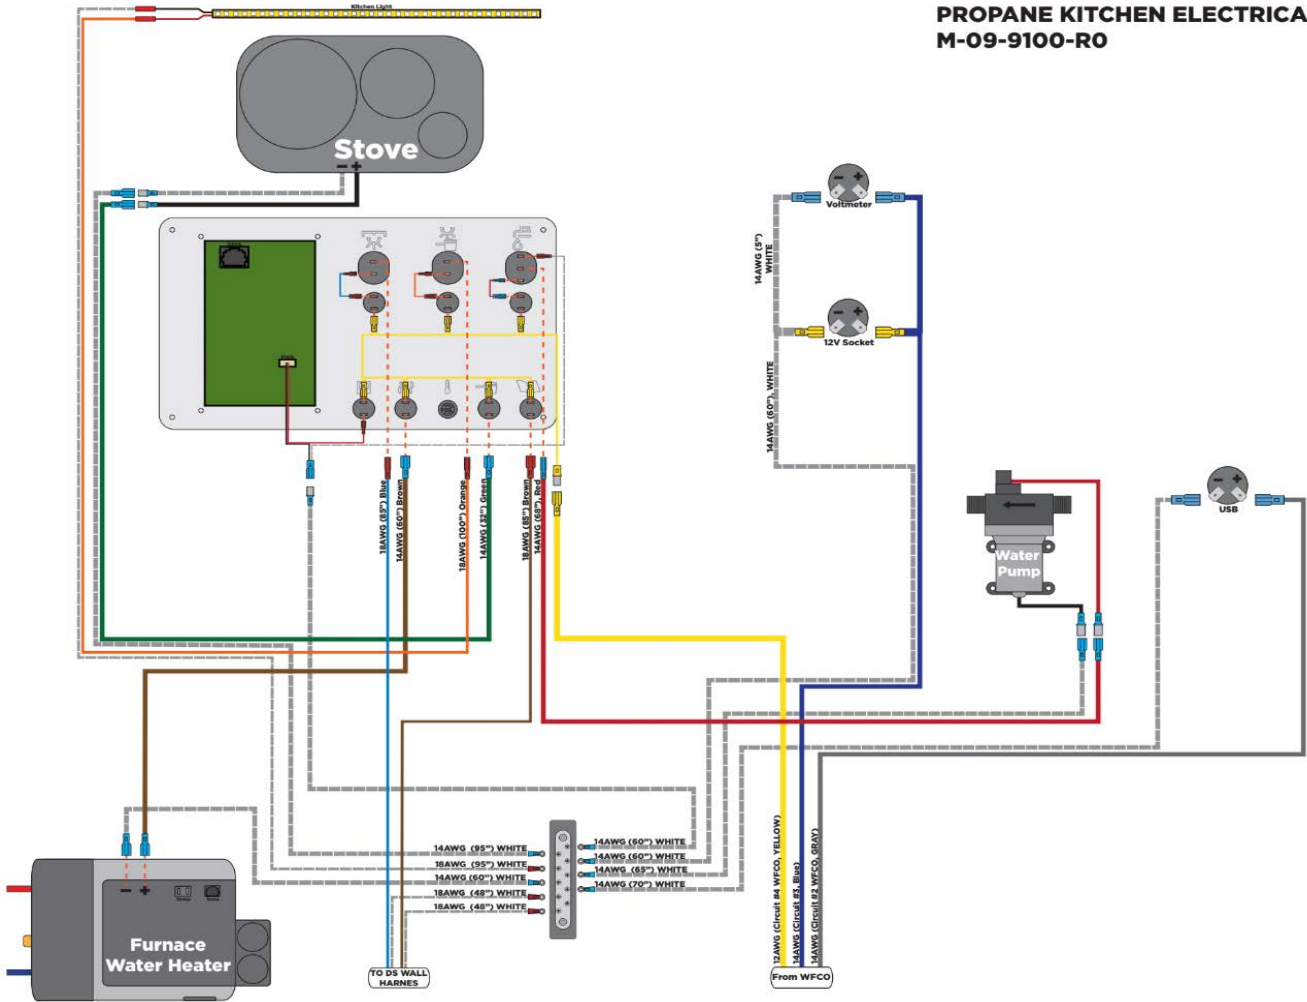 PROPANE KITCHEN ELECTRICA
M-09-9100-R0
Kitchen Light
Stove
- +
- +
Voltmeter
14AWG (5")
WHITE
- +
12V Socket
14AWG (60"), WHITE
- +
USB
Water
Pump
18AWG (85") Blue
14AWG (60") Brown
18AWG (100") Orange
14AWG (32") Green
18AWG (85") Brown
14AWG (68"), Red
14AWG (95") WHITE
18AWG (95") WHITE
14AWG (60") WHITE
18AWG (48") WHITE
18AWG (48") WHITE
14AWG (60") WHITE
14AWG (60") WHITE
14AWG (65") WHITE
14AWG (70") WHITE
12AWG (Circuit #4 WFCO, YELLOW)
14AWG (Circuit #3, Blue)
14AWG (Circuit #2 WFCO, GRAY)
- +
Furnace
Water Heater
TO DS WALL
HARNES
From WFCO